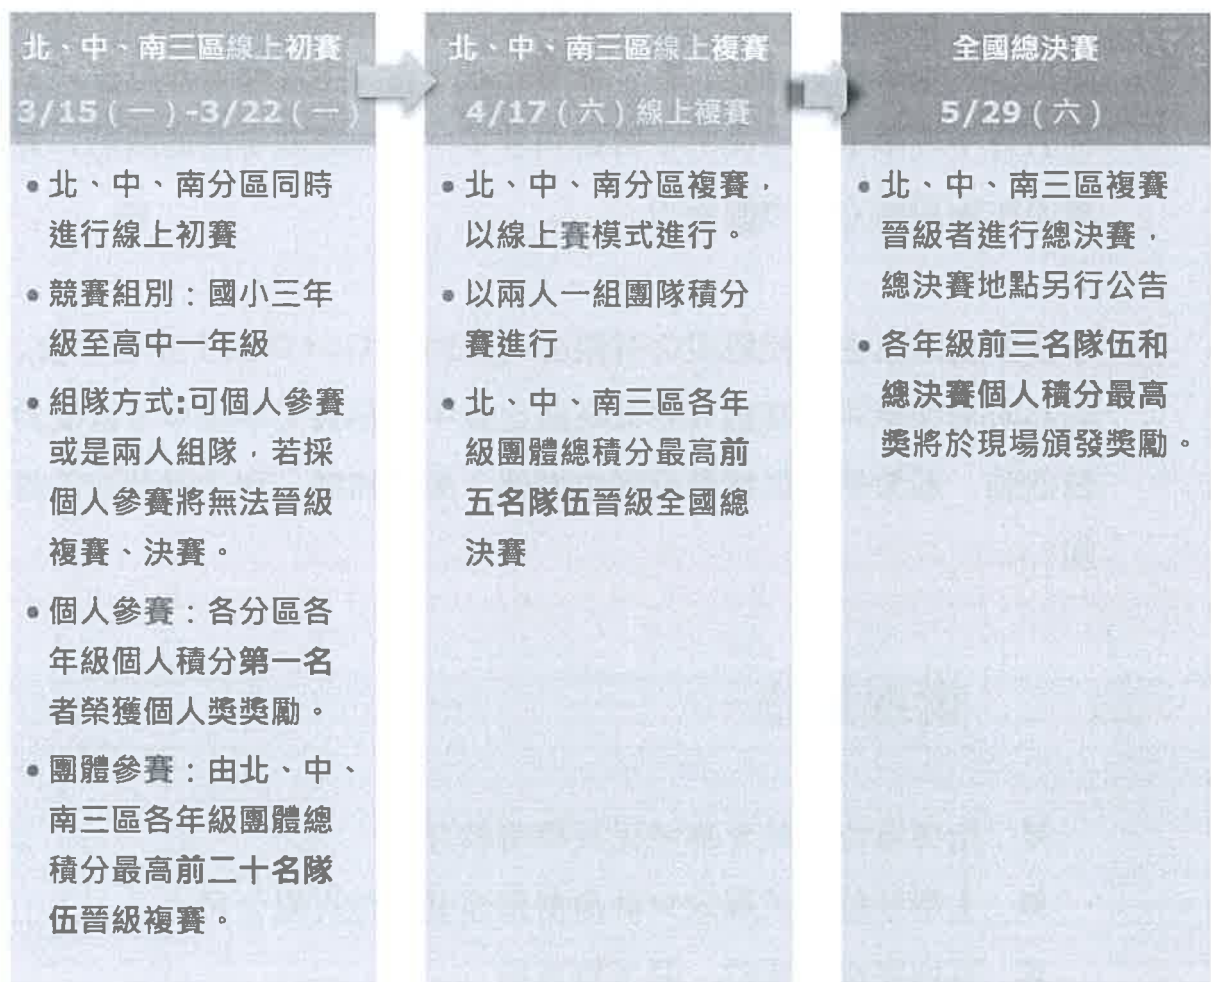 北、中、南三區線上初賽
3/15(一)-3/22(一)
•北、中、南分區同時
進行線上初賽
•競賽組別:國小三年
級至高中一年級
•組隊方式:可個人參賽
或是兩人組隊,若採
個人參賽將無法晉級
複賽、決賽。
•個人參賽:各分區各
年級個人積分第一名
者榮獲個人獎獎勵。
•團體參賽:由北、中、
南三區各年級團體總
積分最高前二十名隊
伍晉級複賽。
北、中、南三區線上複賽
4/17(六)線上複賽
•北、中、南分區複賽,
以線上賽模式進行。
•以兩人一組團隊積分
賽進行
•北、中、南三區各年
級團體總積分最高前
五名隊伍晉級全國總
決賽
全國總決賽
5/29(六)
•北、中、南三區複賽
晉級者進行總決賽,
總決賽地點另行公告
•各年級前三名隊伍和
總決賽個人積分最高
獎將於現場頒發獎勵。